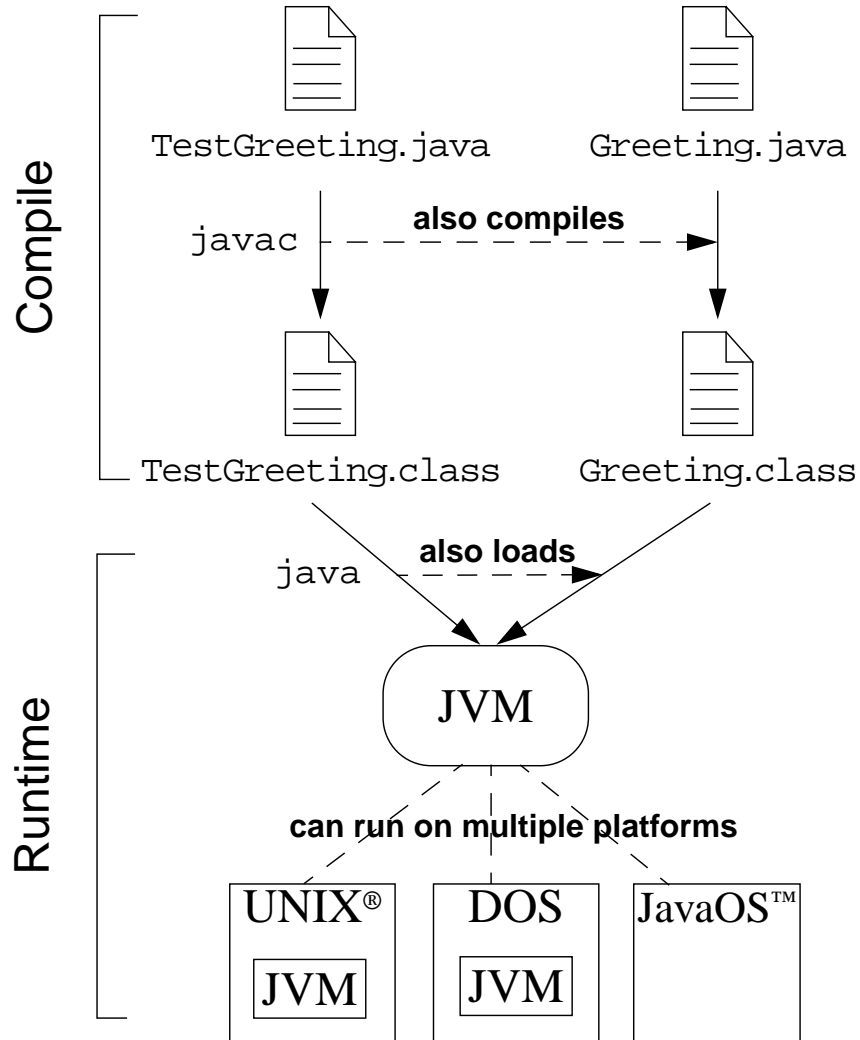 Compile
TestGreeting.java
Greeting.java
javac
also compiles
TestGreeting.class
Greeting.class
Runtime
java
also loads
JVM
can run on multiple platforms
UNIX®
JVM
DOS
JVM
JavaOS™